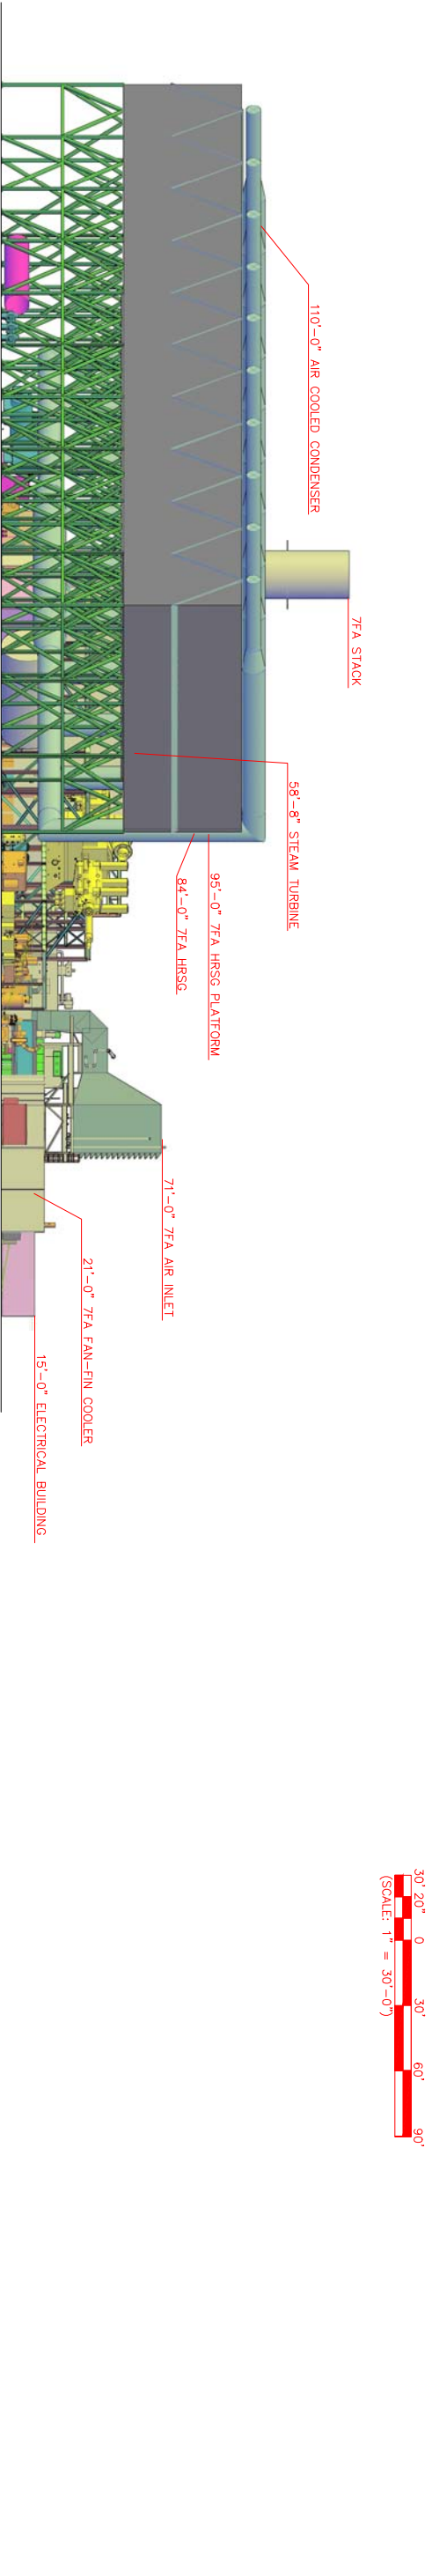 7FA STACK
110'-0" AIR COOLED CONDENSER
58'-8" STEAM TURBINE
95'-0" 7FA HRSG PLATFORM
84'-0" 7FA HRSG
71'-0" 7FA AIR INLET
21'-0" 7FA FAN-FIN COOLER
15'-0" ELECTRICAL BUILDING
30' 20" 0 30' 60' 90'
(SCALE: 1" = 30'-0")